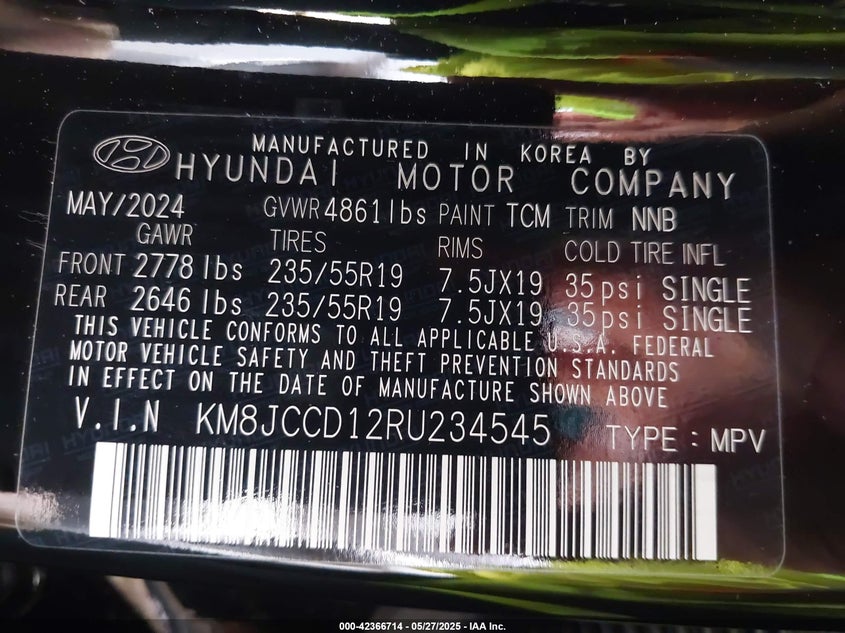 MANUFACTURED IN KOREA BY
HYUNDAI MOTOR COMPANY
MAY/2024 GVWR 4861lbs PAINT TCM TRIM NNB
GAWR TIRES RIMS COLD TIRE INFL
FRONT 2778 lbs 235/55R19 7.5JX19 35psi SINGLE
REAR 2646 lbs 235/55R19 7.5JX19 35psi SINGLE
THIS VEHICLE CONFORMS TO ALL APPLICABLE U.S.A. FEDERAL
MOTOR VEHICLE SAFETY AND THEFT PREVENTION STANDARDS
IN EFFECT ON THE DATE OF MANUFACTURE SHOWN ABOVE
V.I.N KM8JCCD12RU234545 TYPE : MPV
000-42366714 - 05/27/2025 - IAA Inc.